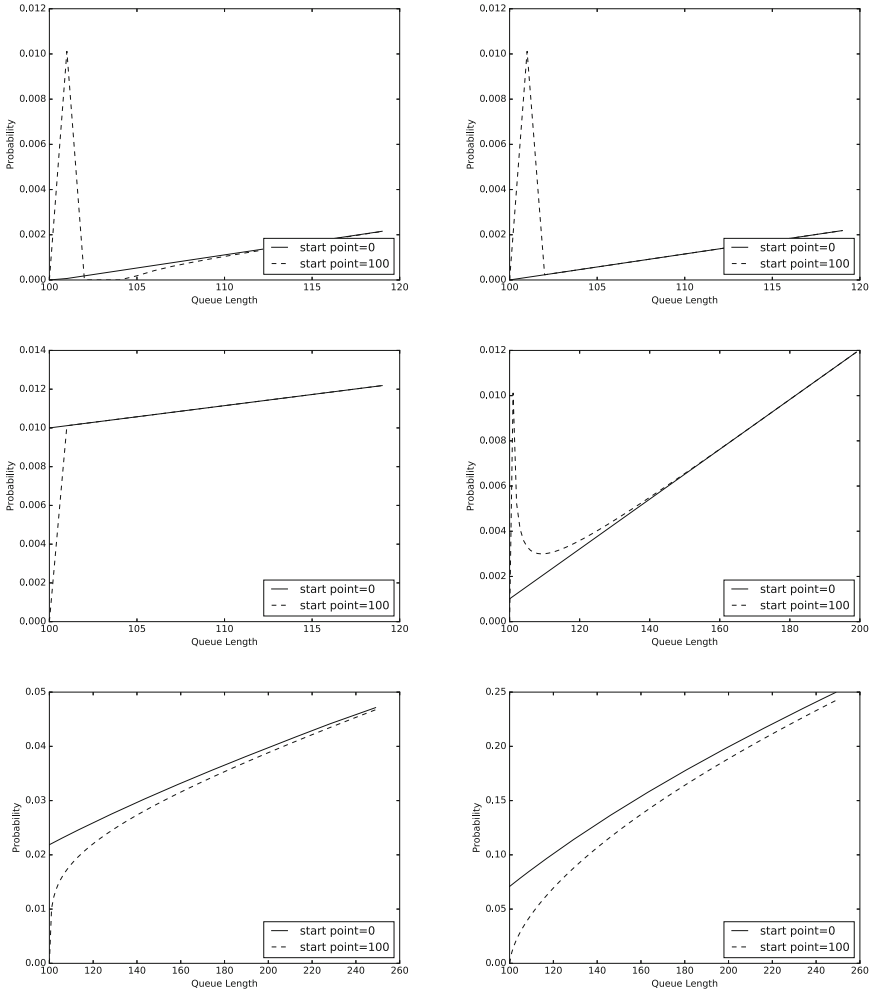 0.012
0.010
0.008
0.006
0.004
0.002
0.000
Probability
100 105 110 115 120
Queue Length
start point=0
start point=100
0.012
0.010
0.008
0.006
0.004
0.002
0.000
Probability
100 105 110 115 120
Queue Length
start point=0
start point=100
0.014
0.012
0.010
0.008
0.006
0.004
0.002
0.000
Probability
100 105 110 115 120
Queue Length
start point=0
start point=100
0.012
0.010
0.008
0.006
0.004
0.002
0.000
Probability
100 120 140 160 180 200
Queue Length
start point=0
start point=100
0.05
0.04
0.03
0.02
0.01
0.00
Probability
100 120 140 160 180 200 220 240 260
Queue Length
start point=0
start point=100
0.25
0.20
0.15
0.10
0.05
0.00
Probability
100 120 140 160 180 200 220 240 260
Queue Length
start point=0
start point=100